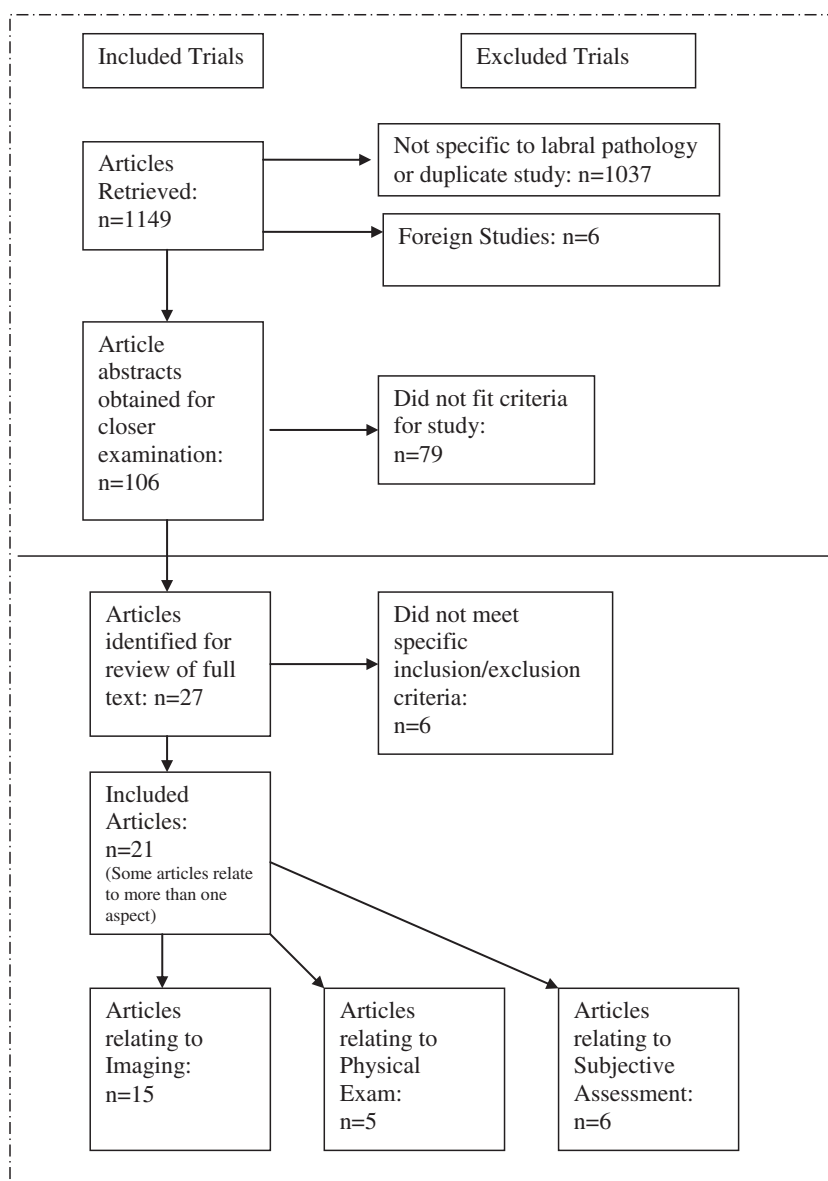 Included Trials
Excluded Trials
Articles
Retrieved:
n=1149
Not specific to labral pathology
or duplicate study: n=1037
Foreign Studies: n=6
Article
abstracts
obtained for
closer
examination:
n=106
Did not fit criteria
for study:
n=79
Articles
identified for
review of full
text: n=27
Did not meet
specific
inclusion/exclusion
criteria:
n=6
Included
Articles:
n=21
(Some articles relate
to more than one
aspect)
Articles
relating to
Imaging:
n=15
Articles
relating to
Physical
Exam:
n=5
Articles
relating to
Subjective
Assessment:
n=6